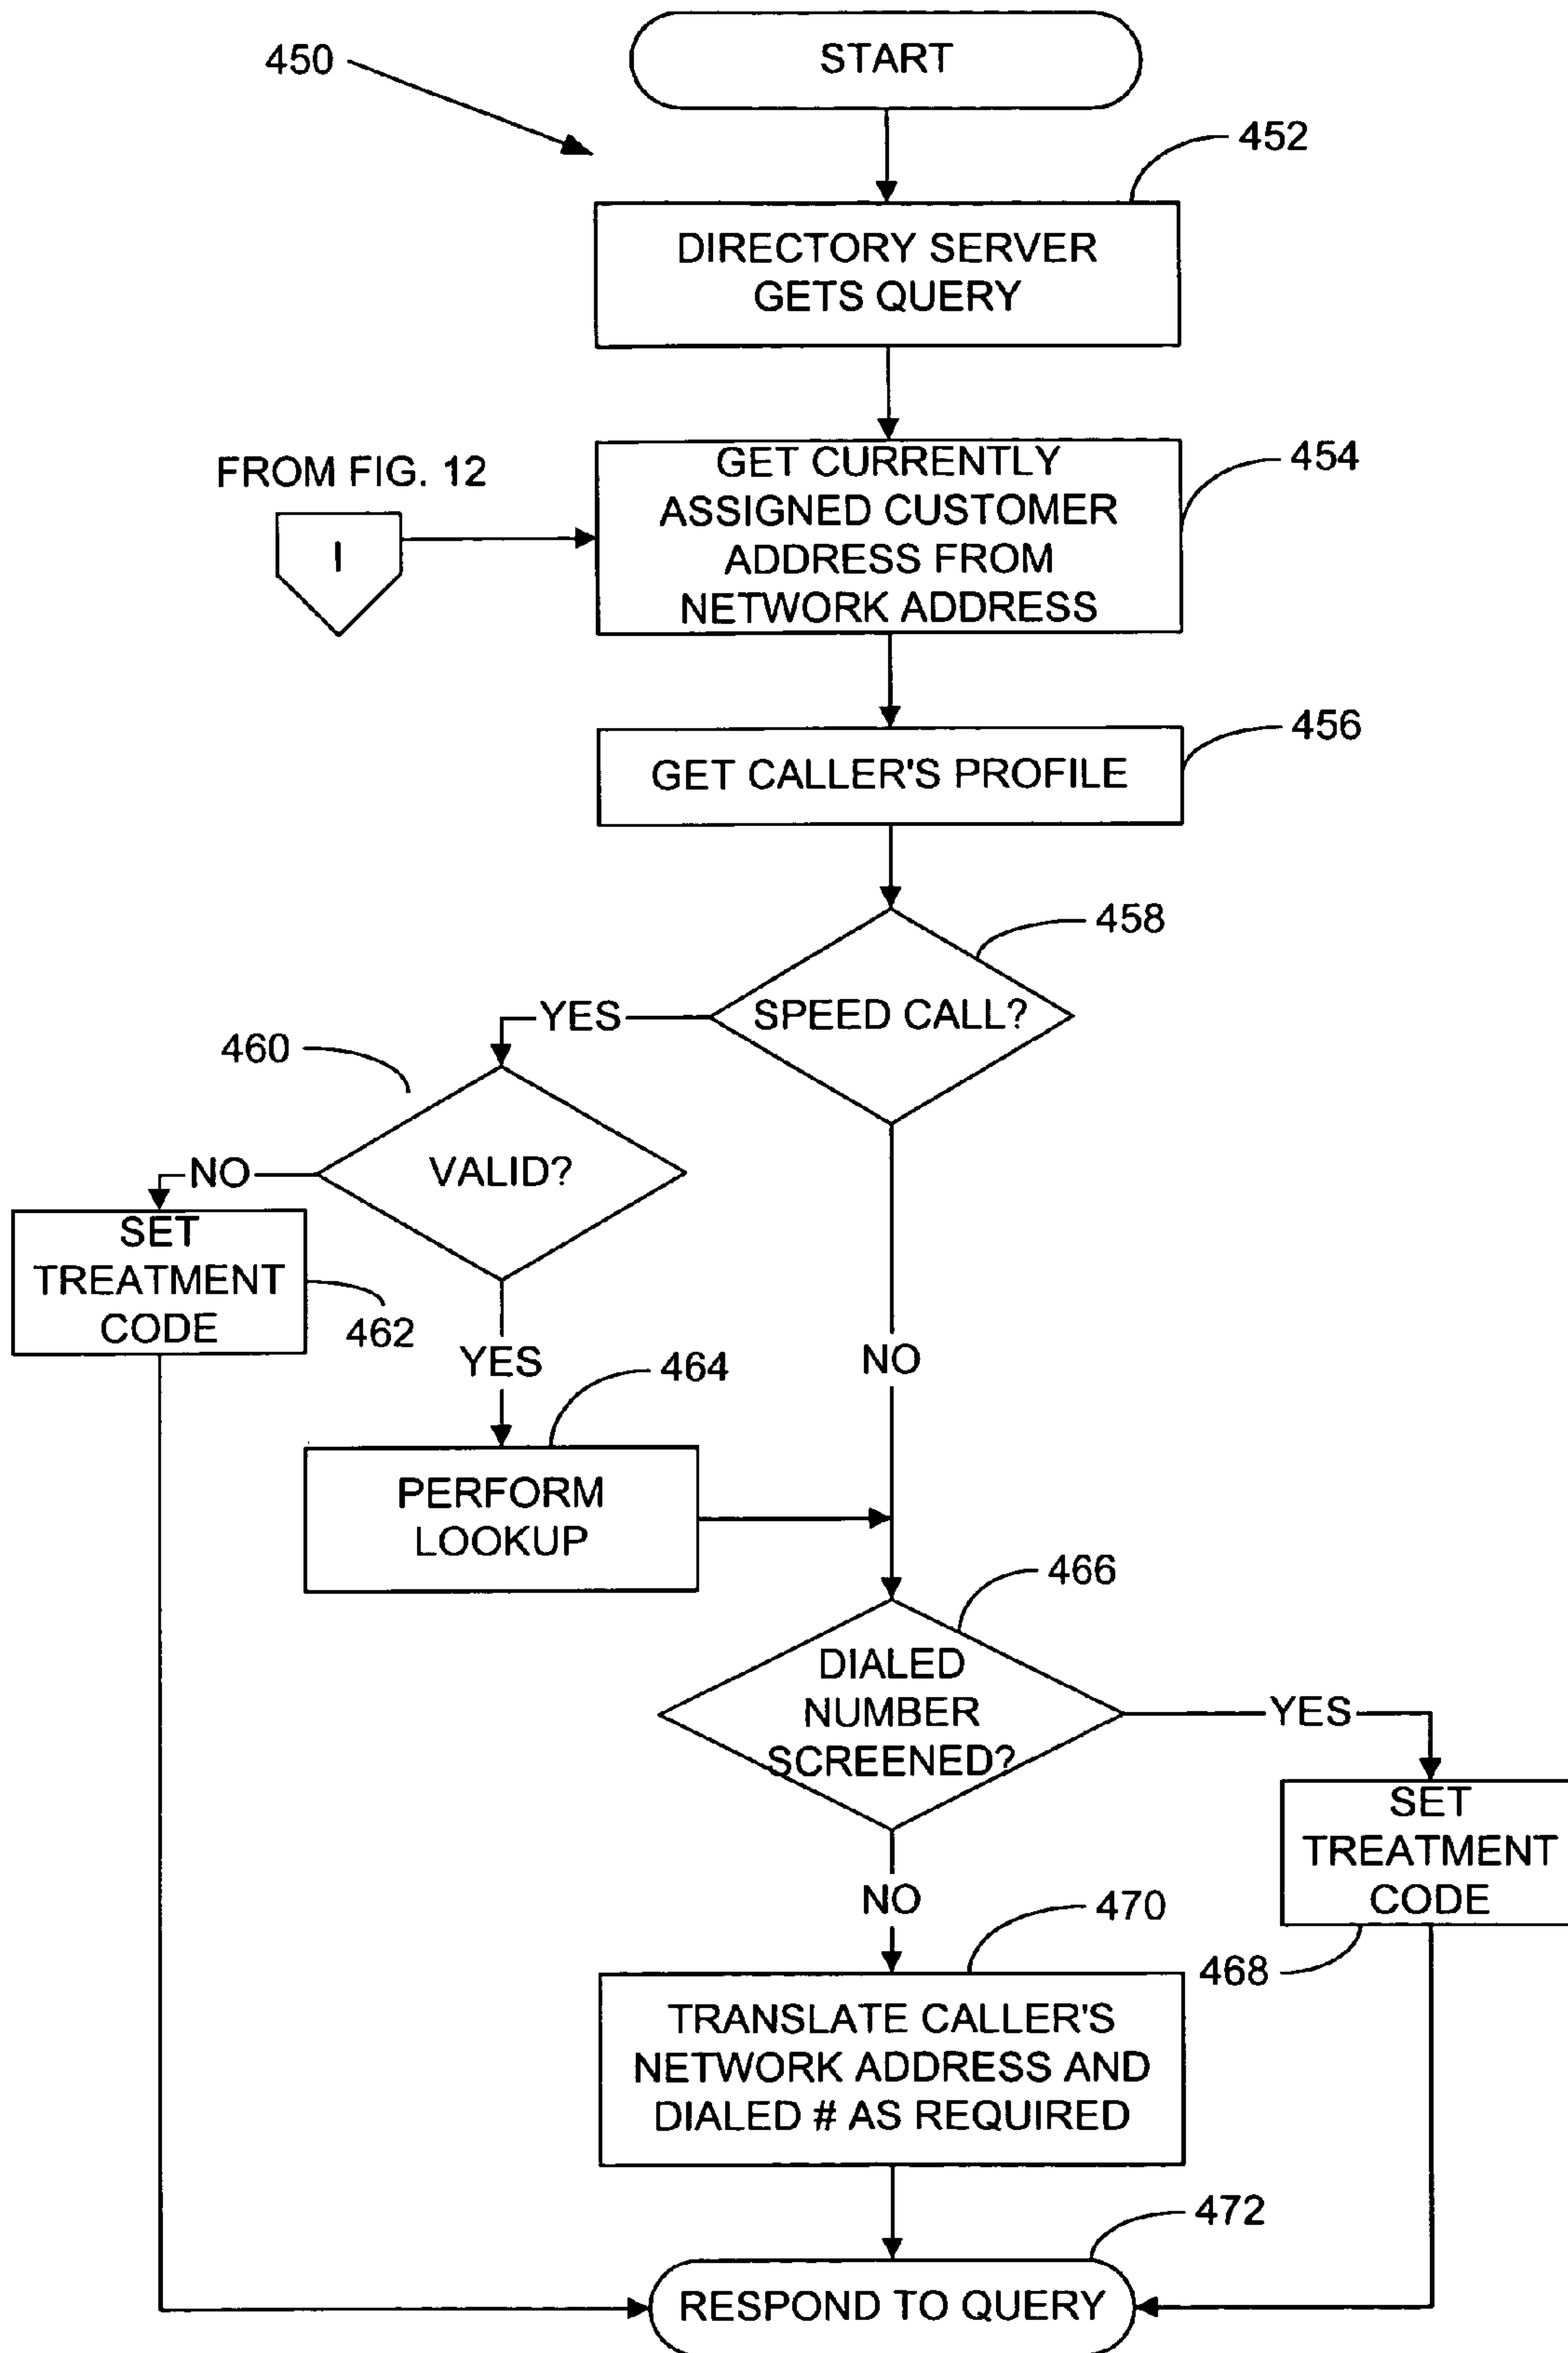 START
450
452
DIRECTORY SERVER
GETS QUERY
FROM FIG. 12
I
GET CURRENTLY
ASSIGNED CUSTOMER
ADDRESS FROM
NETWORK ADDRESS
454
GET CALLER'S PROFILE
456
458
SPEED CALL?
YES
460
VALID?
NO
SET
TREATMENT
CODE
462
YES
464
NO
PERFORM
LOOKUP
466
DIALED
NUMBER
SCREENED?
YES
SET
TREATMENT
CODE
468
NO
470
TRANSLATE CALLER'S
NETWORK ADDRESS AND
DIALED # AS REQUIRED
472
RESPOND TO QUERY